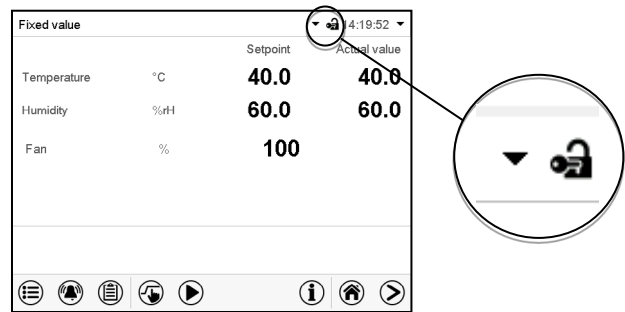 Fixed value 14:19:52
Setpoint Actual value
Temperature °C 40.0 40.0
Humidity %rH 60.0 60.0
Fan % 100